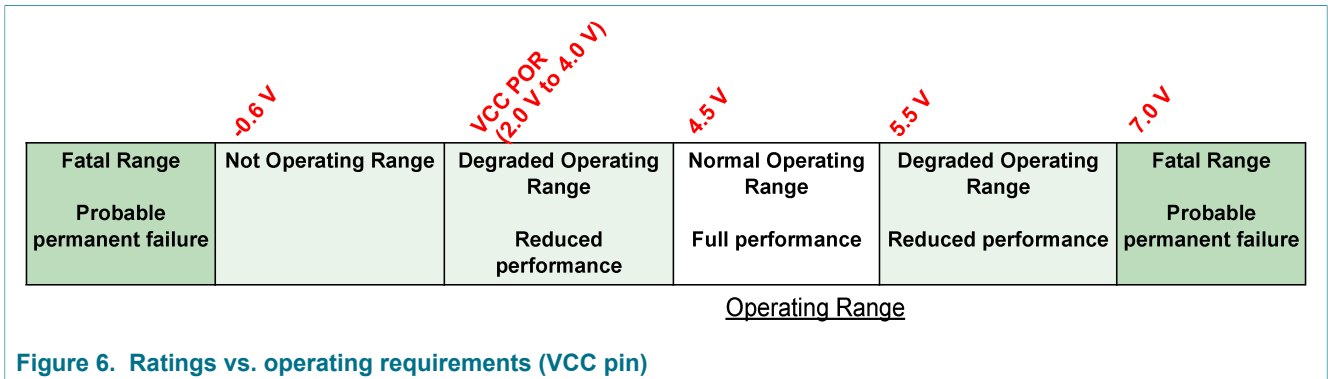 -0.6 V
VCC POR
(2.0 V to 4.0 V)
4.5 V
5.5 V
7.0 V
Fatal Range
Probable
permanent failure
Not Operating Range
Degraded Operating
Range
Reduced
performance
Normal Operating
Range
Full performance
Degraded Operating
Range
Reduced performance
Fatal Range
Probable
permanent failure
Operating Range
Figure 6. Ratings vs. operating requirements (VCC pin)